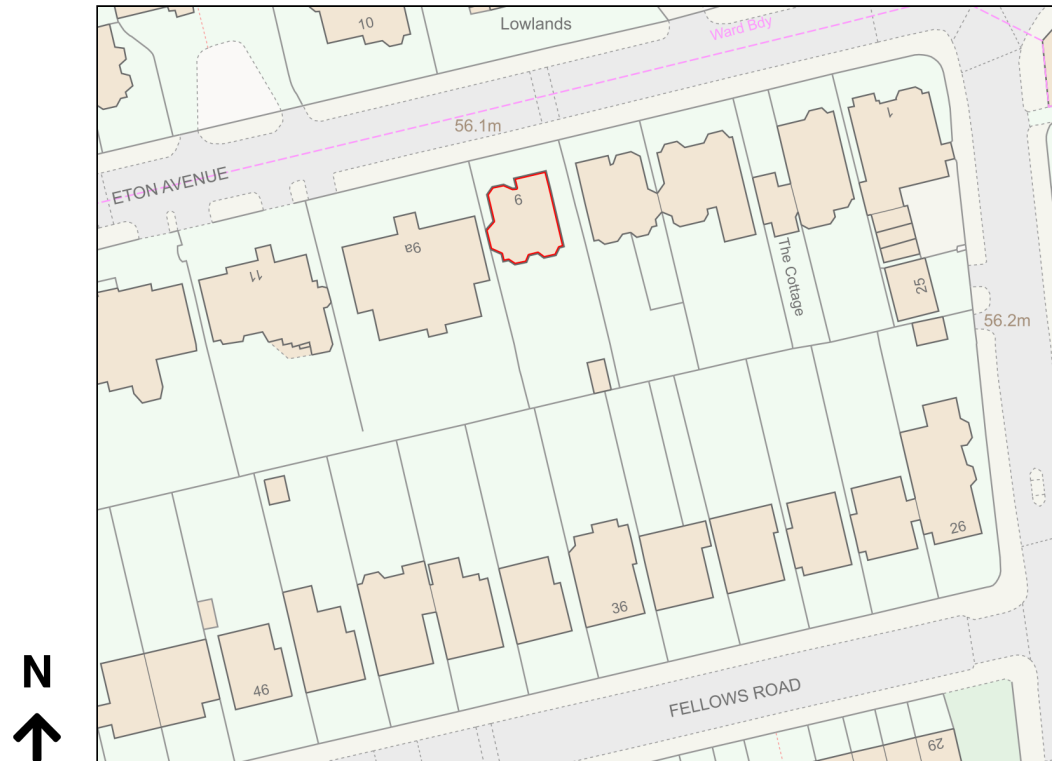 10
Lowlands
Ward Bdy
56.1m
ETON AVENUE
1
9
9a
11
The Cottage
25
56.2m
26
36
46
FELLOWS ROAD
29
N